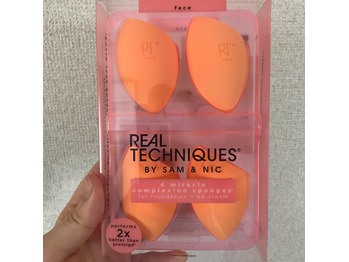 face
RT
REAL
TECHNIQUES®
BY SAM & NIC
4 miracle
complexion sponges®
for foundation + bb cream
performs
2x
better than
prestige